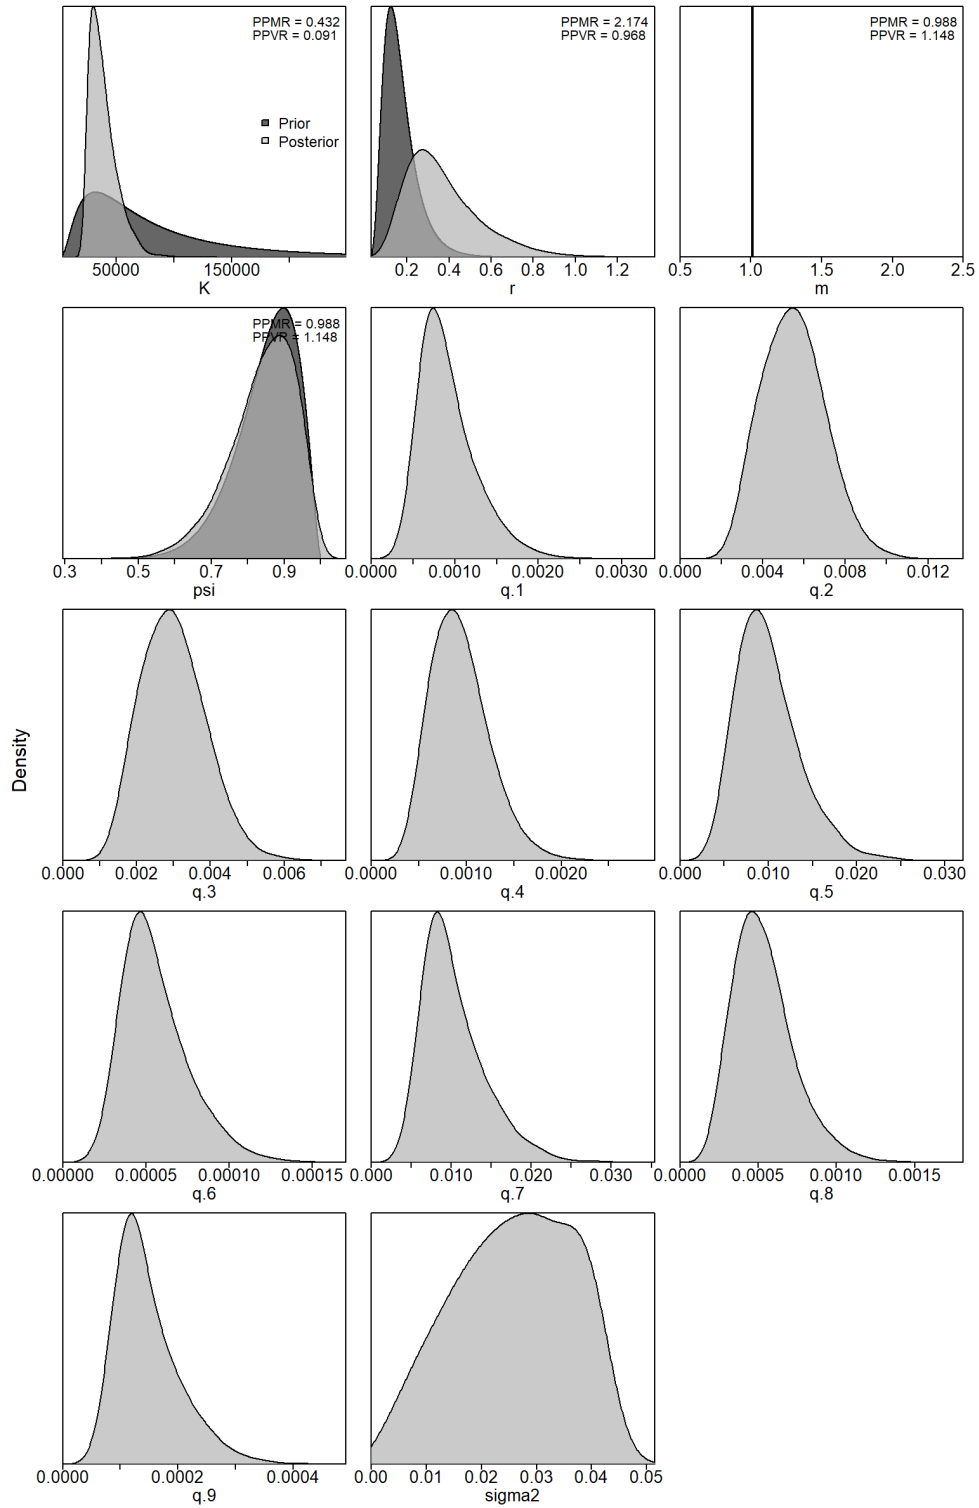 PPMR = 0.432
PPVR = 0.091
Prior
Posterior
50000 150000
K
PPMR = 2.174
PPVR = 0.968
0.2 0.4 0.6 0.8 1.0 1.2
r
PPMR = 0.988
PPVR = 1.148
0.5 1.0 1.5 2.0 2.5
m
PPMR = 0.988
PPVR = 1.148
0.3 0.5 0.7 0.9
psi
0.0000 0.0010 0.0020 0.0030
q.1
0.000 0.004 0.008 0.012
q.2
Density
0.000 0.002 0.004 0.006
q.3
0.0000 0.0010 0.0020
q.4
0.000 0.010 0.020 0.030
q.5
0.00000 0.00005 0.00010 0.00015
q.6
0.000 0.010 0.020 0.030
q.7
0.0000 0.0005 0.0010 0.0015
q.8
0.0000 0.0002 0.0004
q.9
0.00 0.01 0.02 0.03 0.04 0.05
sigma2